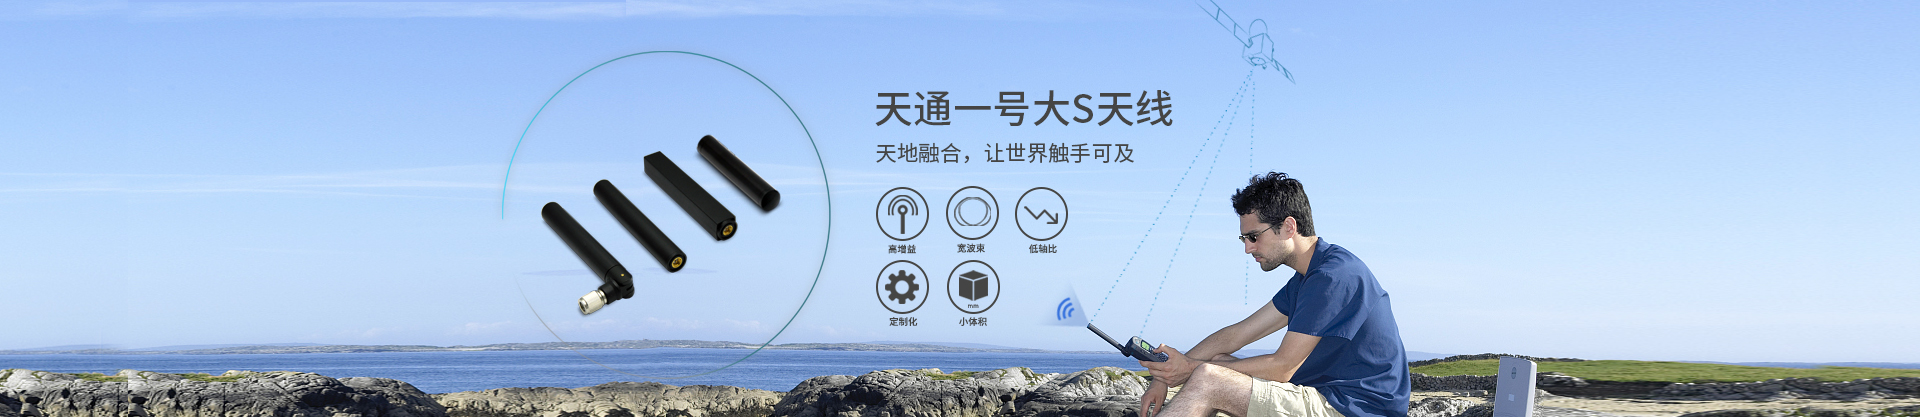 天通一号大S天线
天地融合，让世界触手可及
高增益
宽波束
低轴比
mm
定制化
小体积